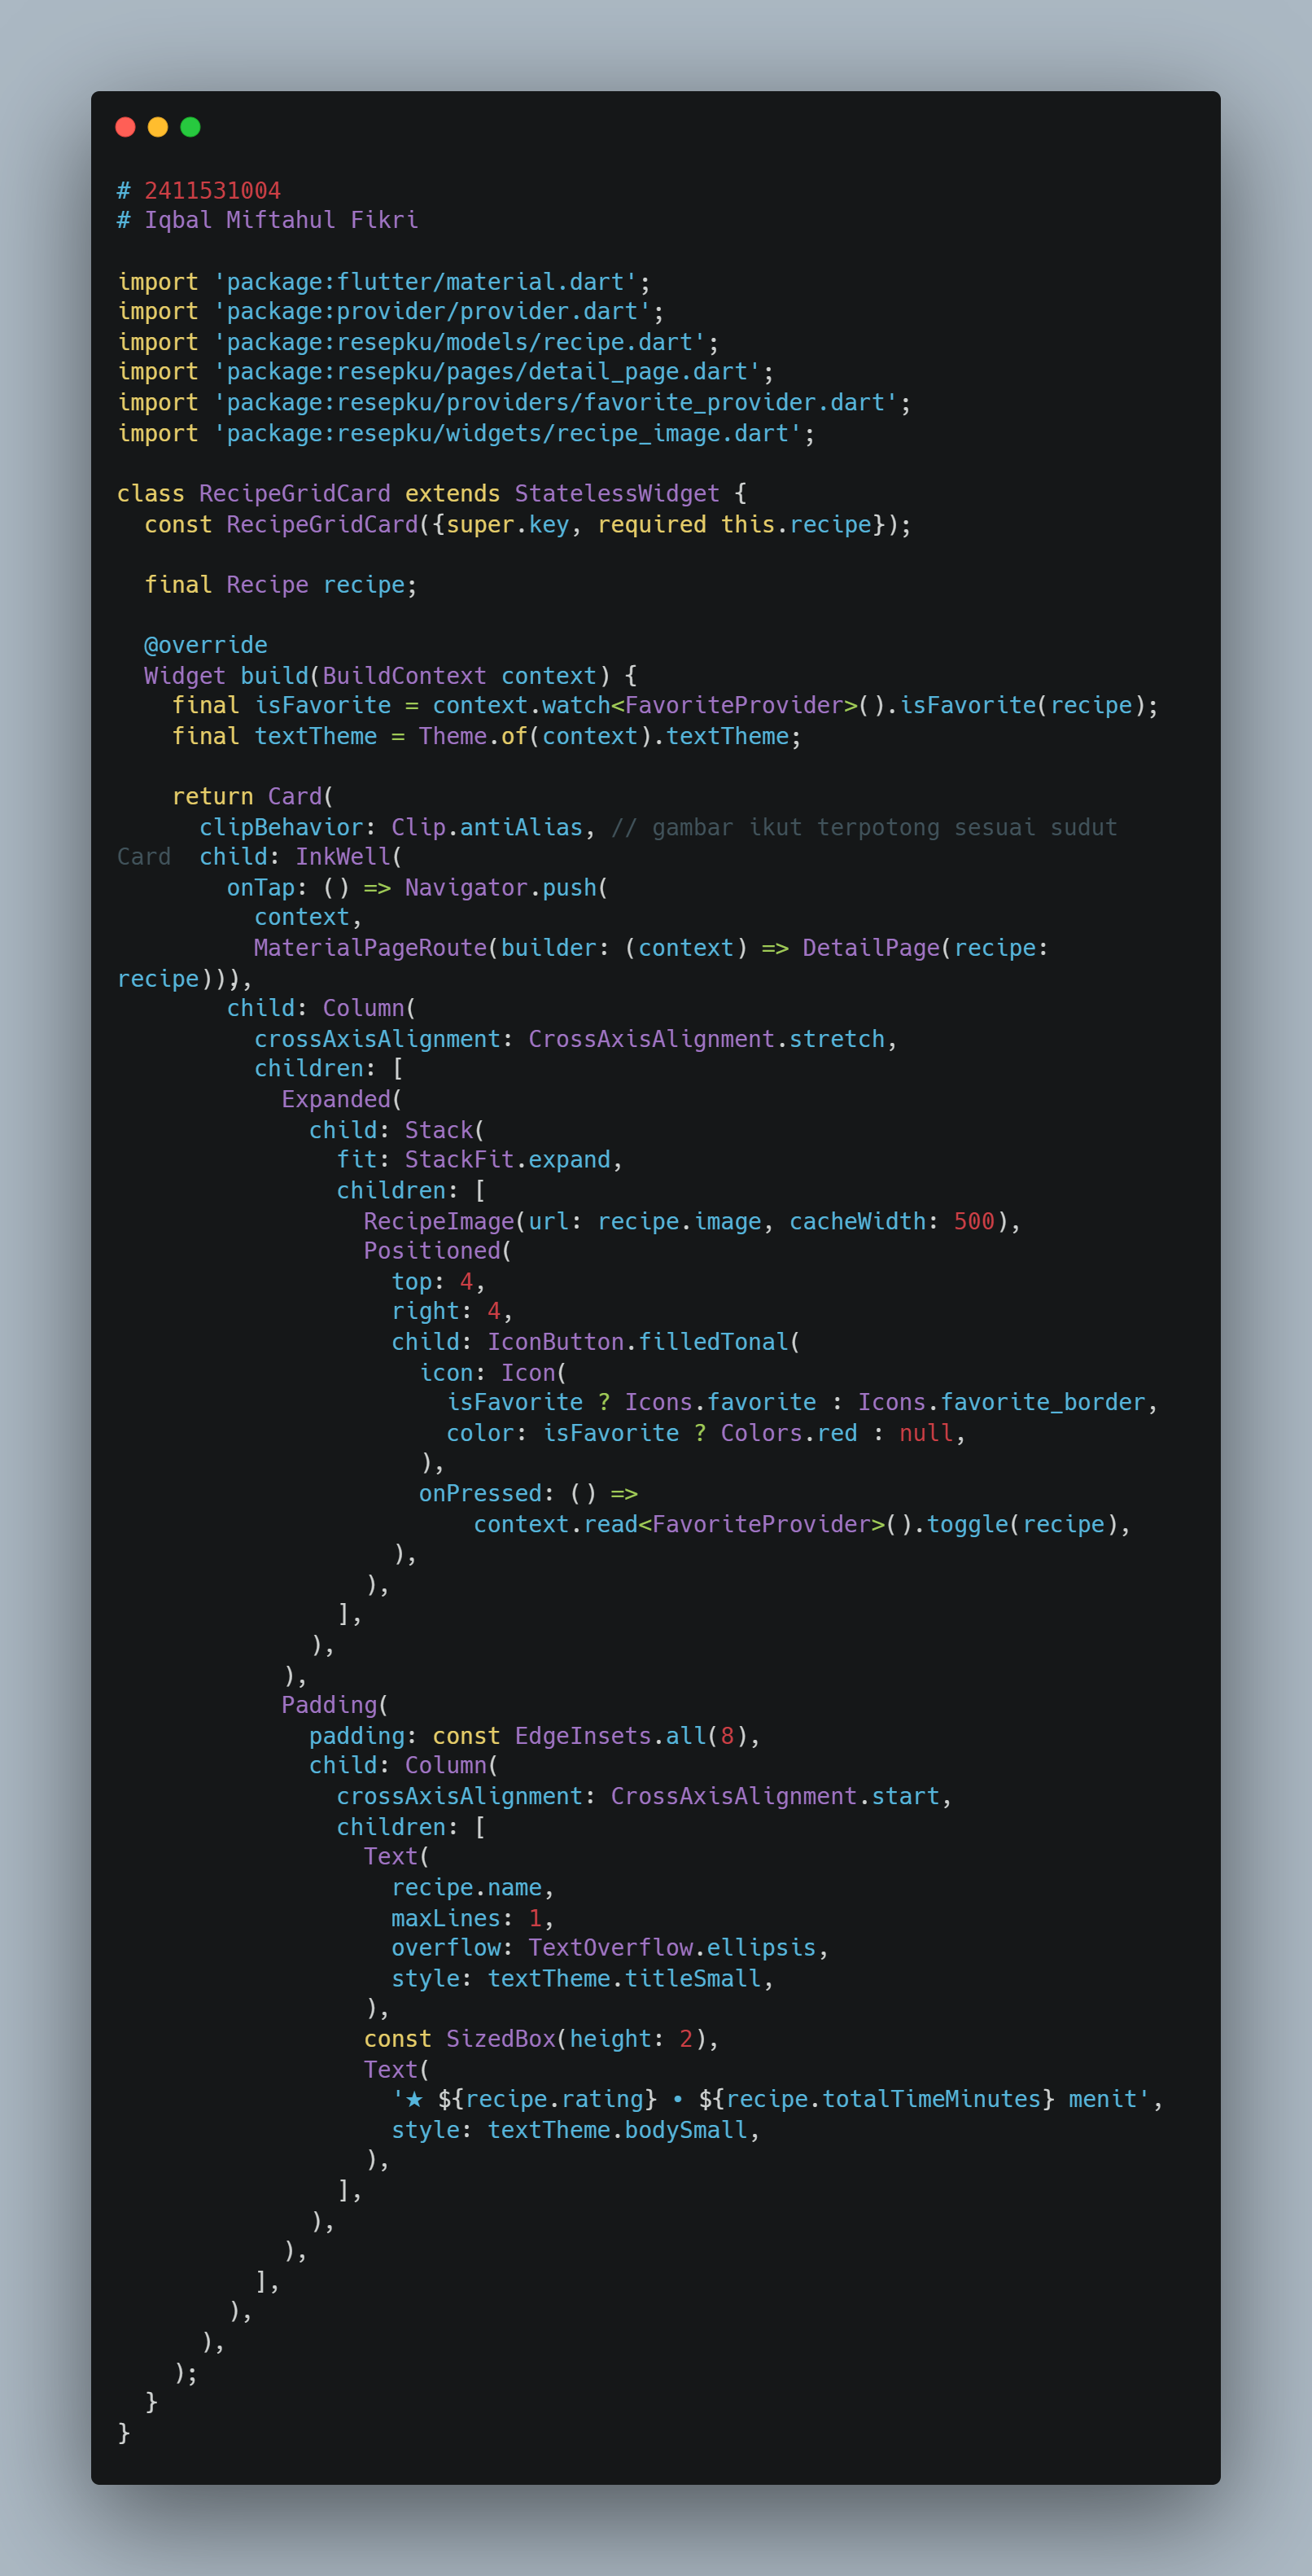 # 2411531004
# Iqbal Miftahul Fikri

import 'package:flutter/material.dart';
import 'package:provider/provider.dart';
import 'package:resepku/models/recipe.dart';
import 'package:resepku/pages/detail_page.dart';
import 'package:resepku/providers/favorite_provider.dart';
import 'package:resepku/widgets/recipe_image.dart';

class RecipeGridCard extends StatelessWidget {
  const RecipeGridCard({super.key, required this.recipe});

  final Recipe recipe;

  @override
  Widget build(BuildContext context) {
    final isFavorite = context.watch<FavoriteProvider>().isFavorite(recipe);
    final textTheme = Theme.of(context).textTheme;

    return Card(
      clipBehavior: Clip.antiAlias, // gambar ikut terpotong sesuai sudut
Card  child: InkWell(
        onTap: () => Navigator.push(
          context,
          MaterialPageRoute(builder: (context) => DetailPage(recipe:
recipe))),
        child: Column(
          crossAxisAlignment: CrossAxisAlignment.stretch,
          children: [
            Expanded(
              child: Stack(
                fit: StackFit.expand,
                children: [
                  RecipeImage(url: recipe.image, cacheWidth: 500),
                  Positioned(
                    top: 4,
                    right: 4,
                    child: IconButton.filledTonal(
                      icon: Icon(
                        isFavorite ? Icons.favorite : Icons.favorite_border,
                        color: isFavorite ? Colors.red : null,
                      ),
                      onPressed: () =>
                          context.read<FavoriteProvider>().toggle(recipe),
                    ),
                  ),
                ],
              ),
            ),
            Padding(
              padding: const EdgeInsets.all(8),
              child: Column(
                crossAxisAlignment: CrossAxisAlignment.start,
                children: [
                  Text(
                    recipe.name,
                    maxLines: 1,
                    overflow: TextOverflow.ellipsis,
                    style: textTheme.titleSmall,
                  ),
                  const SizedBox(height: 2),
                  Text(
                    '★ ${recipe.rating} • ${recipe.totalTimeMinutes} menit',
                    style: textTheme.bodySmall,
                  ),
                ],
              ),
            ),
          ],
        ),
      ),
    );
  }
}